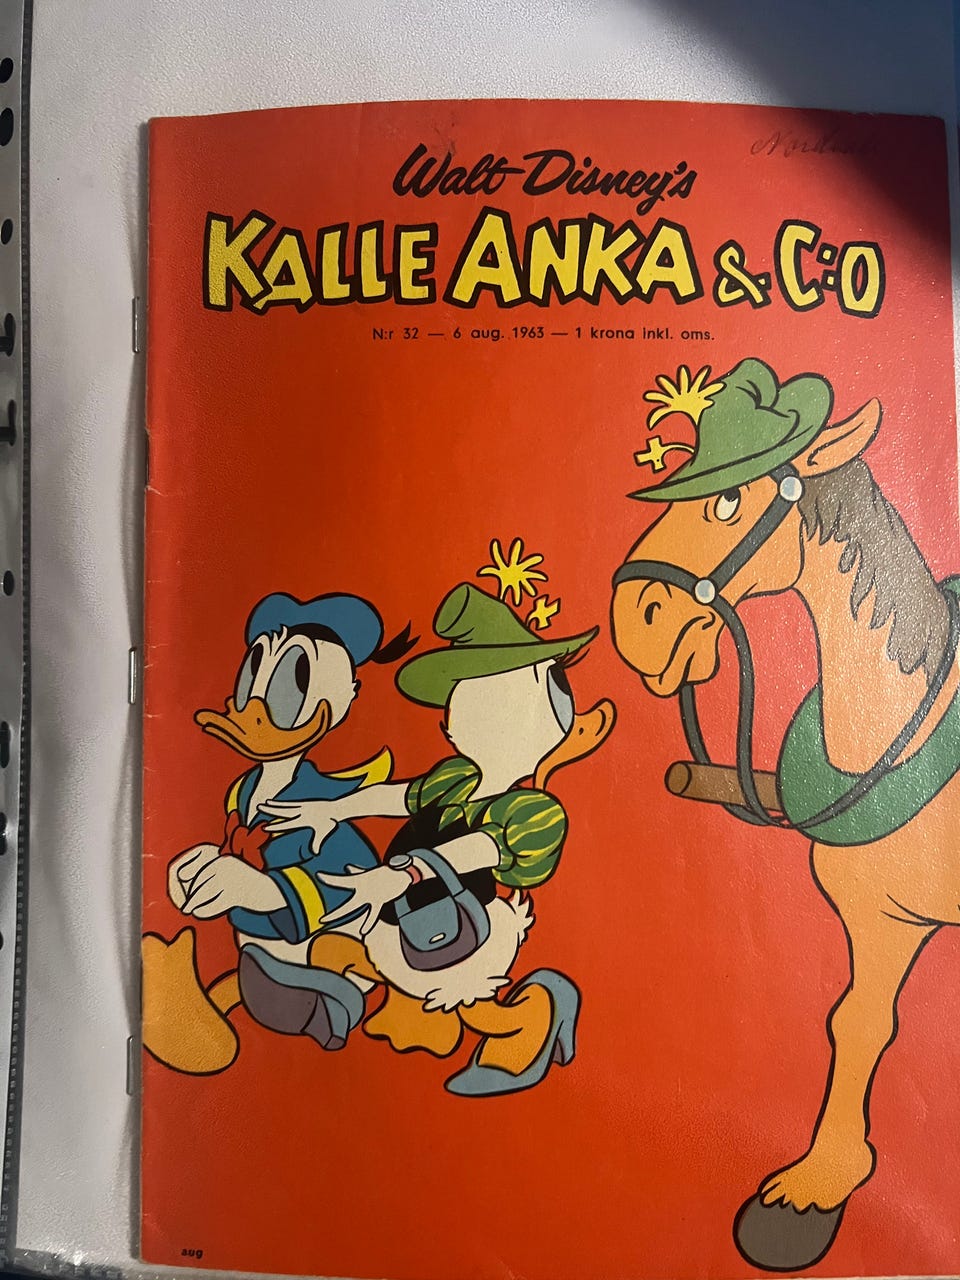 Walt Disney's
KALLE ANKA & C:O
N:r 32 — 6 aug. 1963 — 1 krona inkl. oms.
aug